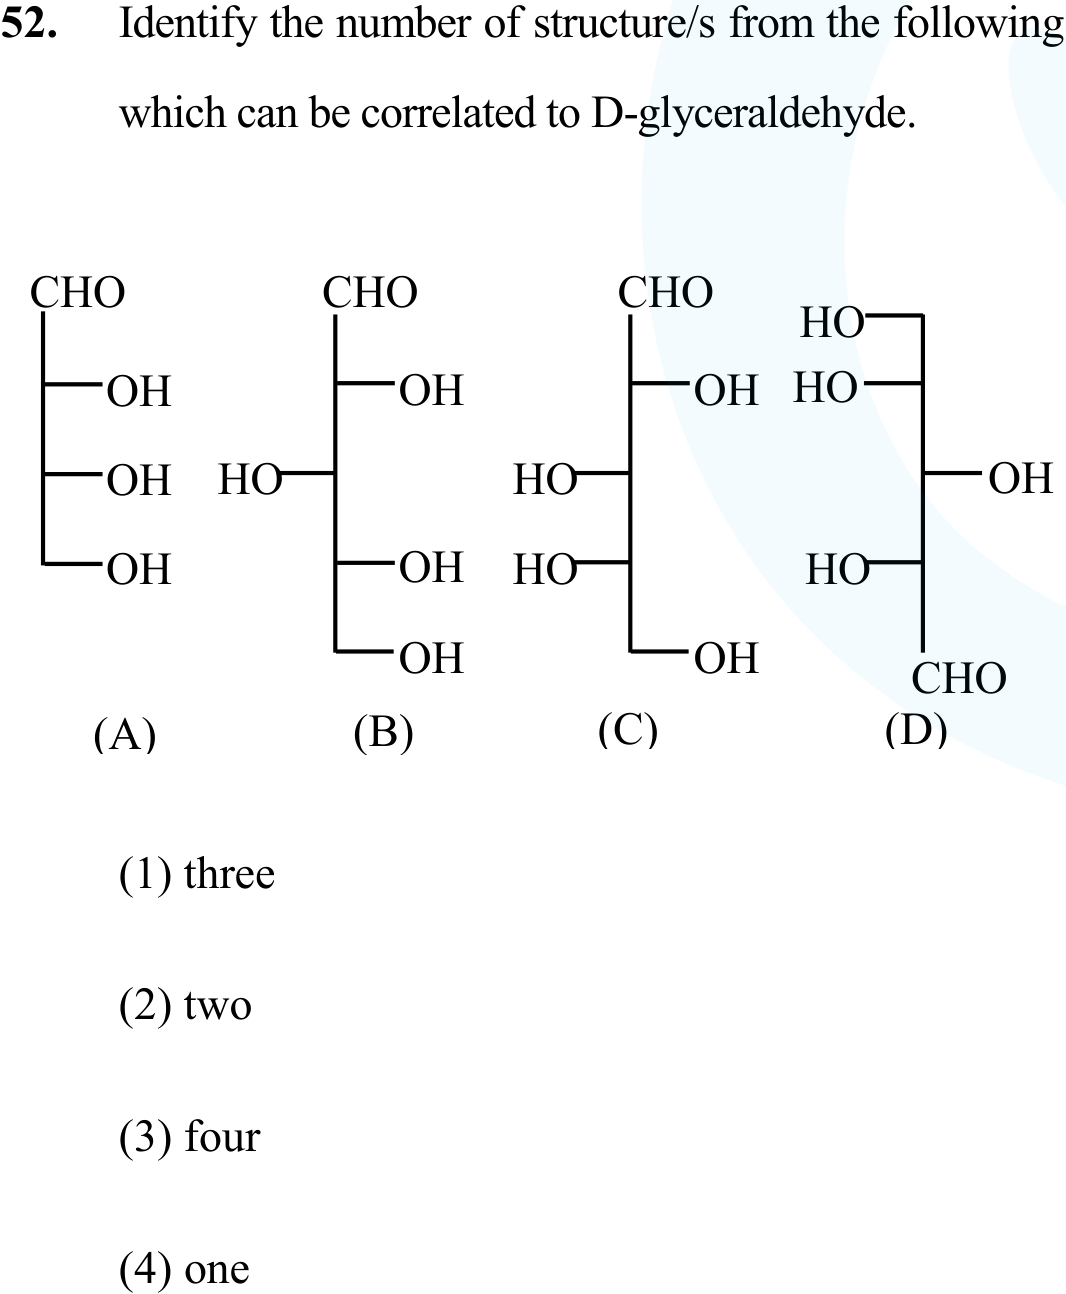 52. Identify the number of structure/s from the following
which can be correlated to D-glyceraldehyde.
CHO CHO CHO HO
OH OH OH HO
OH HO HO OH
OH OH HO HO
OH OH CHO
(A) (B) (C) (D)
(1) three
(2) two
(3) four
(4) one